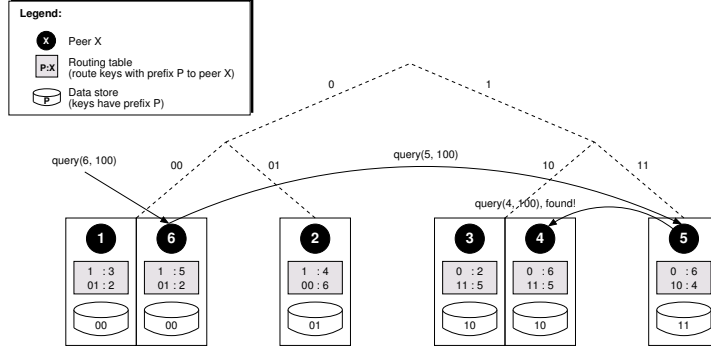 Legend:
X Peer X
P:X Routing table
(route keys with prefix P to peer X)
P Data store
(keys have prefix P)
0 1
query(6, 100) 00 01 query(5, 100) 10 11
query(4, 100), found!
1 6 2 3 4 5
1 : 3 1 : 5 1 : 4 0 : 2 0 : 6 0 : 6
01 : 2 01 : 2 00 : 6 11 : 5 11 : 5 10 : 4
00 00 01 10 10 11